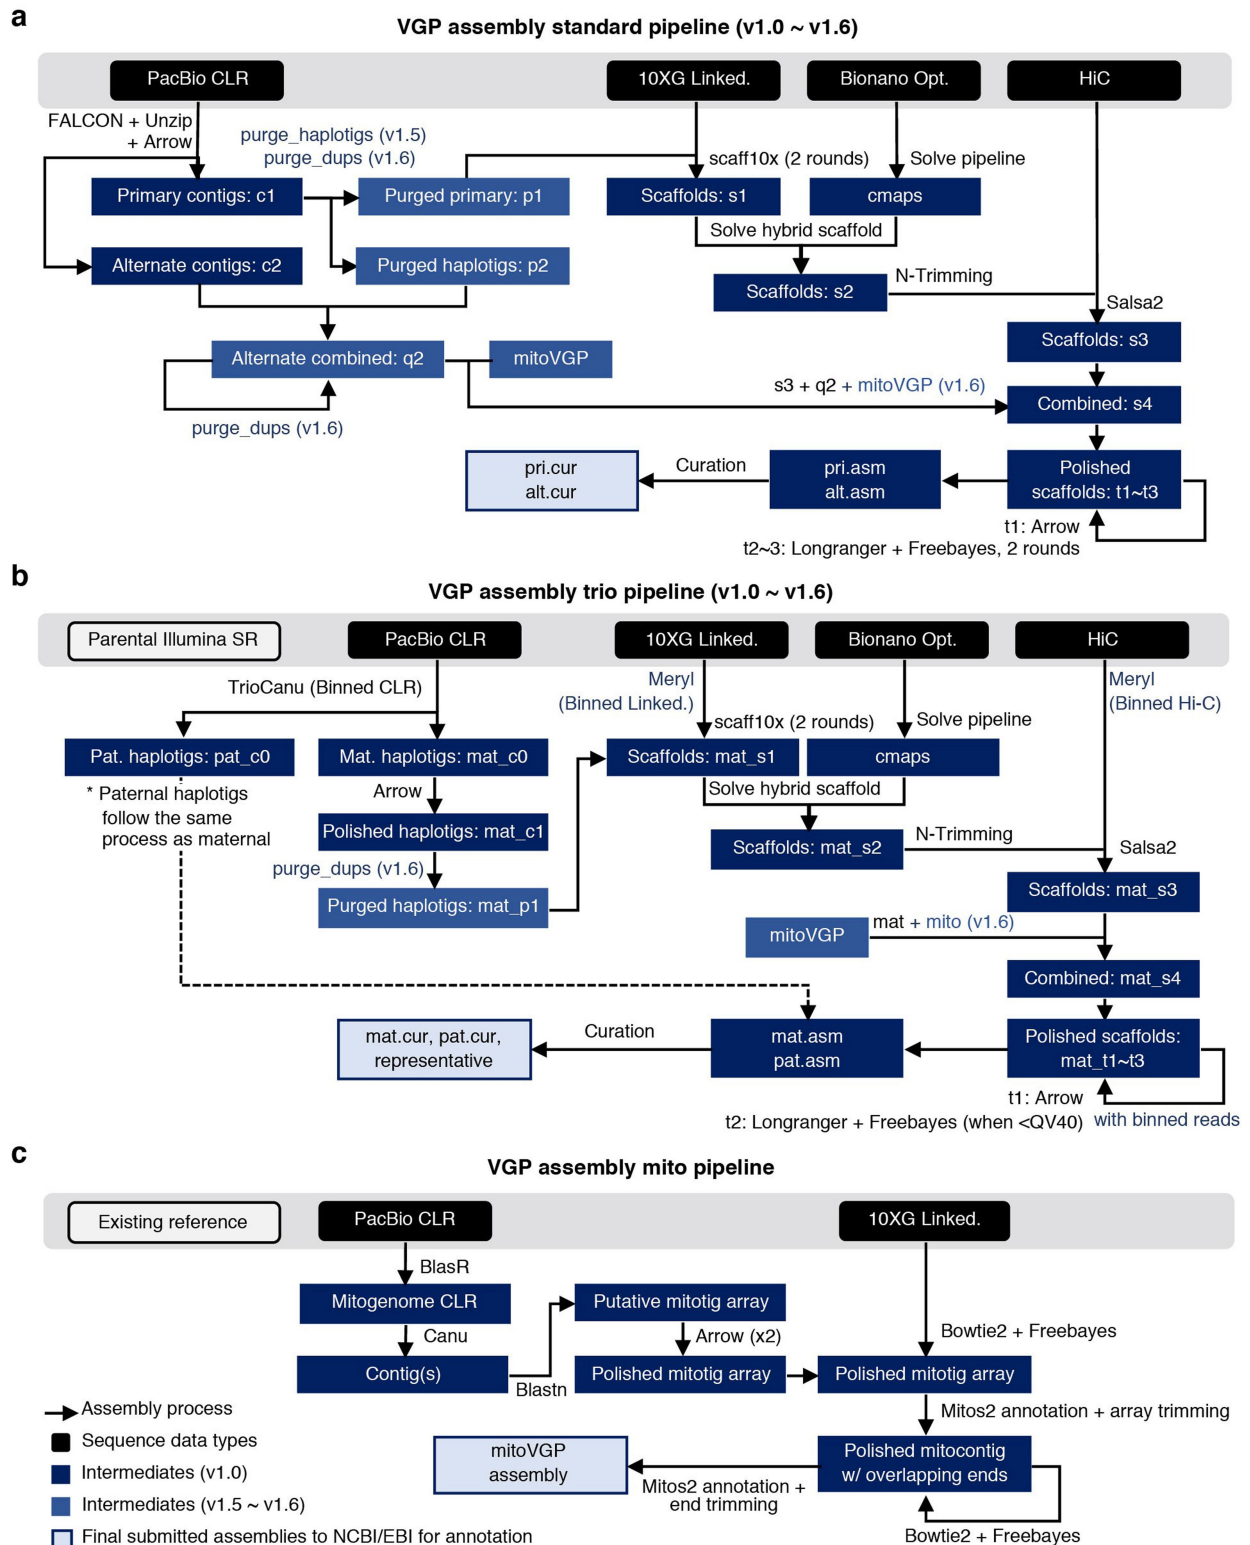 a
VGP assembly standard pipeline (v1.0 ~ v1.6)
PacBio CLR
10XG Linked.
Bionano Opt.
HiC
FALCON + Unzip
+ Arrow
purge_haplotigs (v1.5)
purge_dups (v1.6)
scaff10x (2 rounds)
Solve pipeline
Primary contigs: c1
Purged primary: p1
Scaffolds: s1
cmaps
Solve hybrid scaffold
Alternate contigs: c2
Purged haplotigs: p2
Scaffolds: s2
N-Trimming
Salsa2
Scaffolds: s3
Alternate combined: q2
mitoVGP
s3 + q2 + mitoVGP (v1.6)
Combined: s4
purge_dups (v1.6)
pri.cur
alt.cur
Curation
pri.asm
alt.asm
Polished
scaffolds: t1~t3
t1: Arrow
t2~3: Longranger + Freebayes, 2 rounds
b
VGP assembly trio pipeline (v1.0 ~ v1.6)
Parental Illumina SR
PacBio CLR
10XG Linked.
Bionano Opt.
HiC
TrioCanu (Binned CLR)
Meryl
(Binned Linked.)
Meryl
(Binned Hi-C)
scaff10x (2 rounds)
Solve pipeline
Pat. haplotigs: pat_c0
Mat. haplotigs: mat_c0
Scaffolds: mat_s1
cmaps
* Paternal haplotigs
follow the same
process as maternal
Arrow
Solve hybrid scaffold
Polished haplotigs: mat_c1
Scaffolds: mat_s2
N-Trimming
Salsa2
purge_dups (v1.6)
Purged haplotigs: mat_p1
Scaffolds: mat_s3
mitoVGP
mat + mito (v1.6)
Combined: mat_s4
mat.cur, pat.cur,
representative
Curation
mat.asm
pat.asm
Polished scaffolds:
mat_t1~t3
t1: Arrow
t2: Longranger + Freebayes (when <QV40)
with binned reads
c
VGP assembly mito pipeline
Existing reference
PacBio CLR
10XG Linked.
BlasR
Mitogenome CLR
Putative mitotig array
Canu
Arrow (x2)
Bowtie2 + Freebayes
Contig(s)
Blastn
Polished mitotig array
Polished mitotig array
Mitos2 annotation + array trimming
Assembly process
Sequence data types
Intermediates (v1.0)
Intermediates (v1.5 ~ v1.6)
Final submitted assemblies to NCBI/EBI for annotation
mitoVGP
assembly
Mitos2 annotation +
end trimming
Polished mitocontig
w/ overlapping ends
Bowtie2 + Freebayes